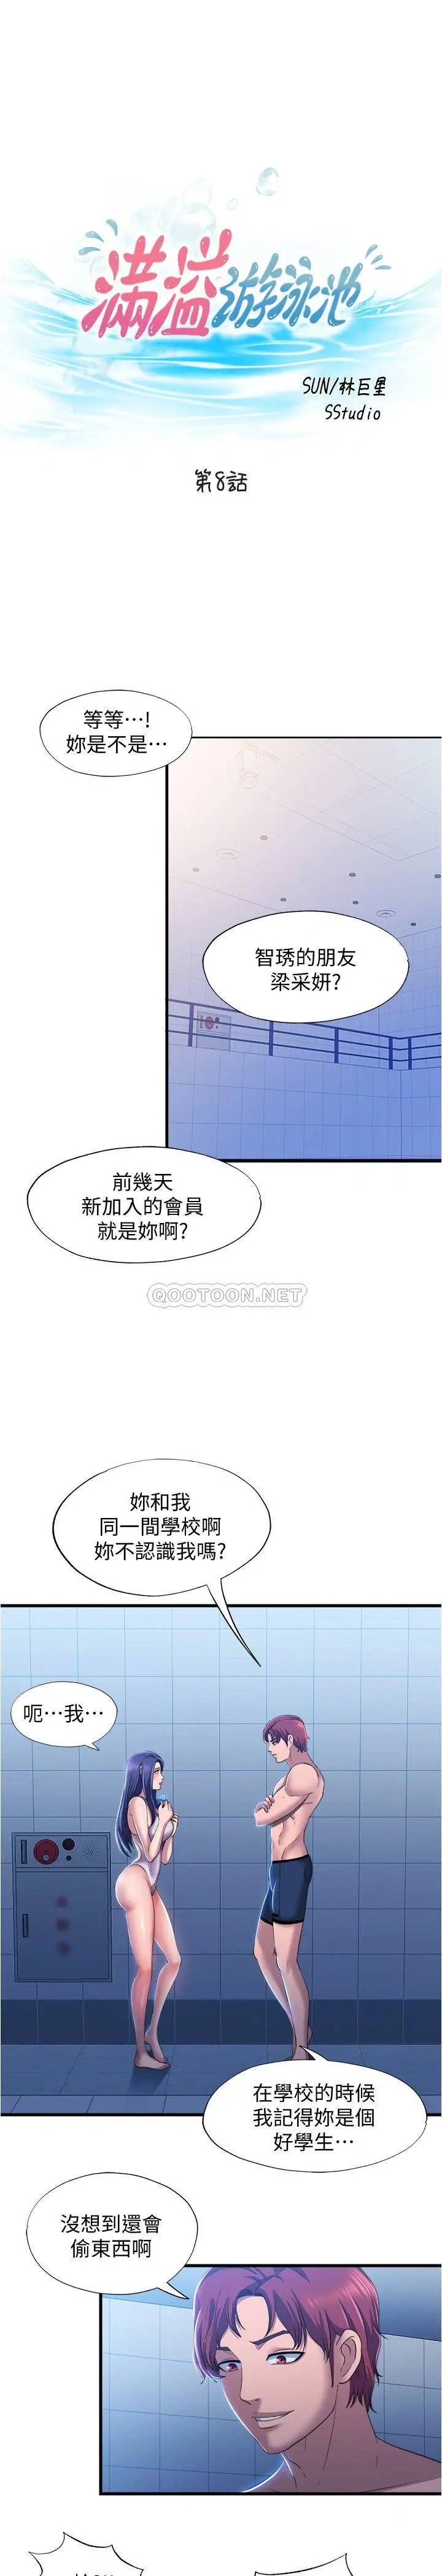 滿溢游泳池
SUN/林巨星
SStudio
第8話
等等…!
妳是不是…
智琇的朋友
梁采妍?
前幾天
新加入的會員
就是妳啊?
QOOTOON.NET
妳和我
同一間學校啊
妳不認識我嗎?
呃…我…
在學校的時候
我記得妳是個
好學生…
沒想到還會
偷東西啊